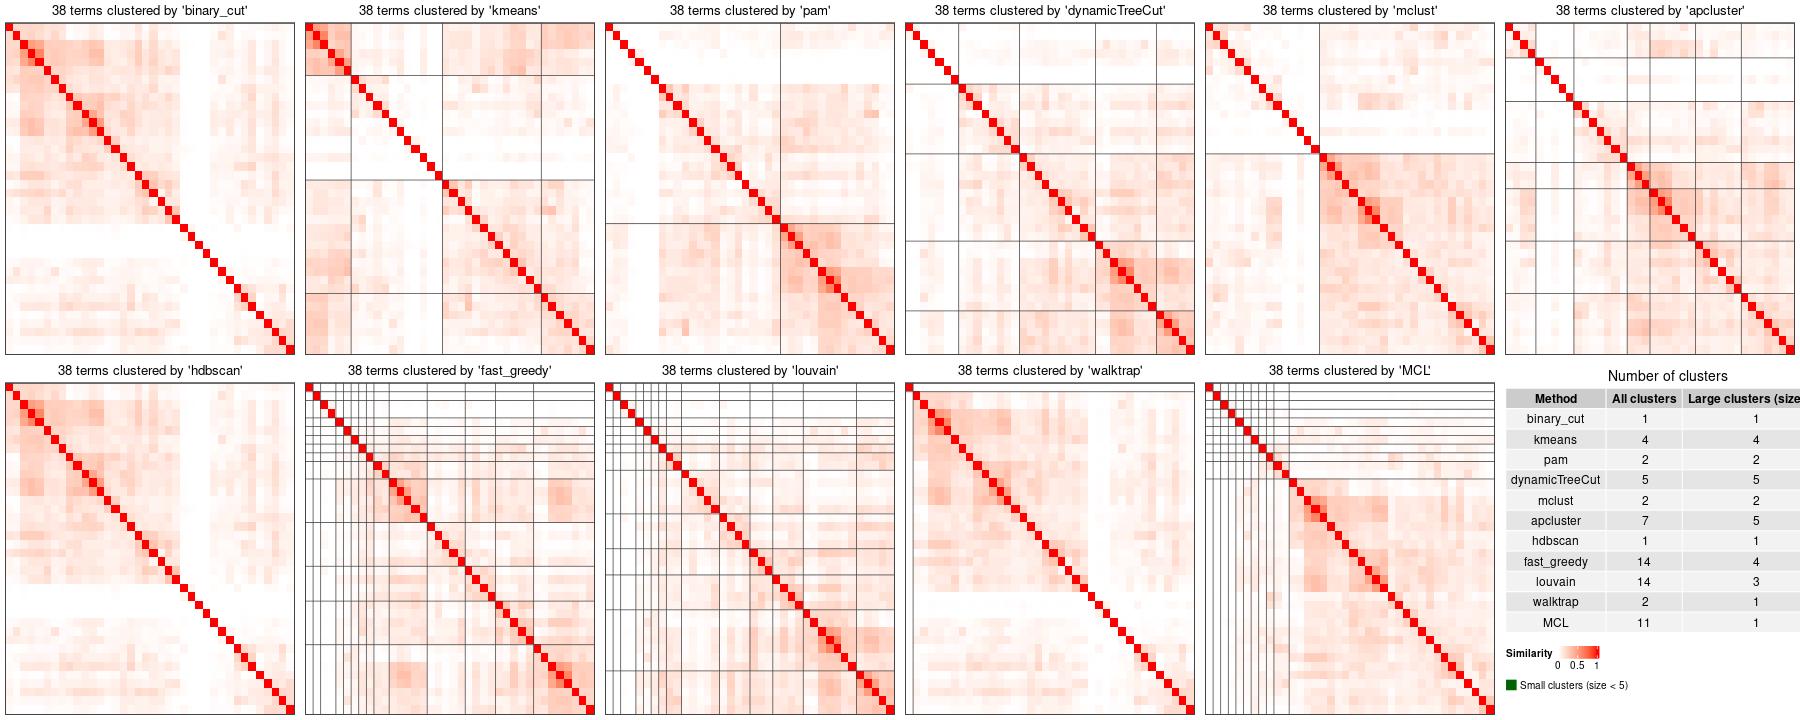 38 terms clustered by 'binary_cut'
38 terms clustered by 'kmeans'
38 terms clustered by 'pam'
38 terms clustered by 'dynamicTreeCut'
38 terms clustered by 'mclust'
38 terms clustered by 'apcluster'
38 terms clustered by 'hdbscan'
38 terms clustered by 'fast_greedy'
38 terms clustered by 'louvain'
38 terms clustered by 'walktrap'
38 terms clustered by 'MCL'
Number of clusters
Method All clusters Large clusters (size
binary_cut 1 1
kmeans 4 4
pam 2 2
dynamicTreeCut 5 5
mclust 2 2
apcluster 7 5
hdbscan 1 1
fast_greedy 14 4
louvain 14 3
walktrap 2 1
MCL 11 1
Similarity
0 0.5 1
Small clusters (size < 5)